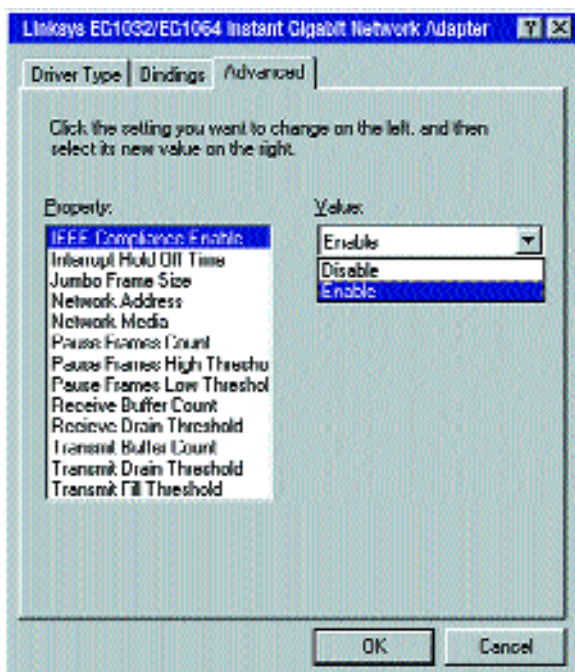 Linksys EG1032/EG1064 Instant Gigabit Network Adapter
Driver Type Bindings Advanced
Click the setting you want to change on the left, and then
select its new value on the right.
Property:
IEEE Compliance Enable
Interrupt Hold Off Time
Jumbo Frame Size
Network Address
Network Media
Pause Frames Count
Pause Frames High Thresho
Pause Frames Low Threshol
Receive Buffer Count
Recieve Drain Threshold
Transmit Buffer Count
Transmit Drain Threshold
Transmit Fill Threshold
Value:
Enable
Disable
Enable
OK Cancel